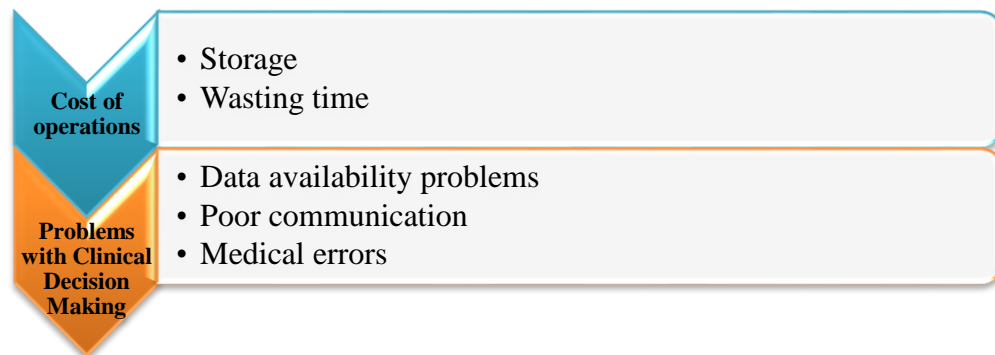 Cost of
operations
• Storage
• Wasting time
Problems
with Clinical
Decision
Making
• Data availability problems
• Poor communication
• Medical errors